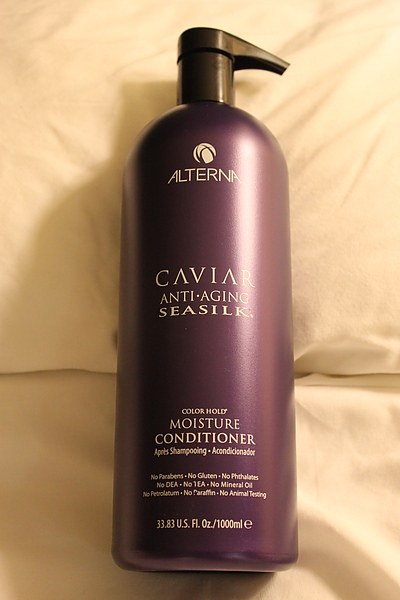 ALTERNA
CAVIAR
ANTI·AGING
SEASILK®
COLOR HOLD®
MOISTURE
CONDITIONER
Après Shampooing • Acondicionador
No Parabens • No Gluten • No Phthalates
No DEA • No TEA • No Mineral Oil
No Petrolatum • No Paraffin • No Animal Testing
33.83 U.S. Fl. Oz./1000ml ℮